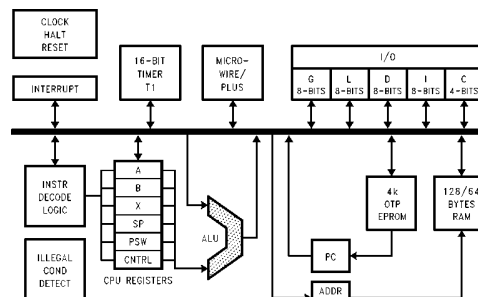 CLOCK
HALT
RESET
INTERRUPT
16-BIT
TIMER
T1
MICRO-
WIRE/
PLUS
I/O
G
8-BITS
L
8-BITS
D
8-BITS
I
8-BITS
C
4-BITS
INSTR
DECODE
LOGIC
A
B
X
SP
PSW
CNTRL
CPU REGISTERS
ALU
4k
OTP
EPROM
128/64
BYTES
RAM
PC
ADDR
ILLEGAL
COND
DETECT